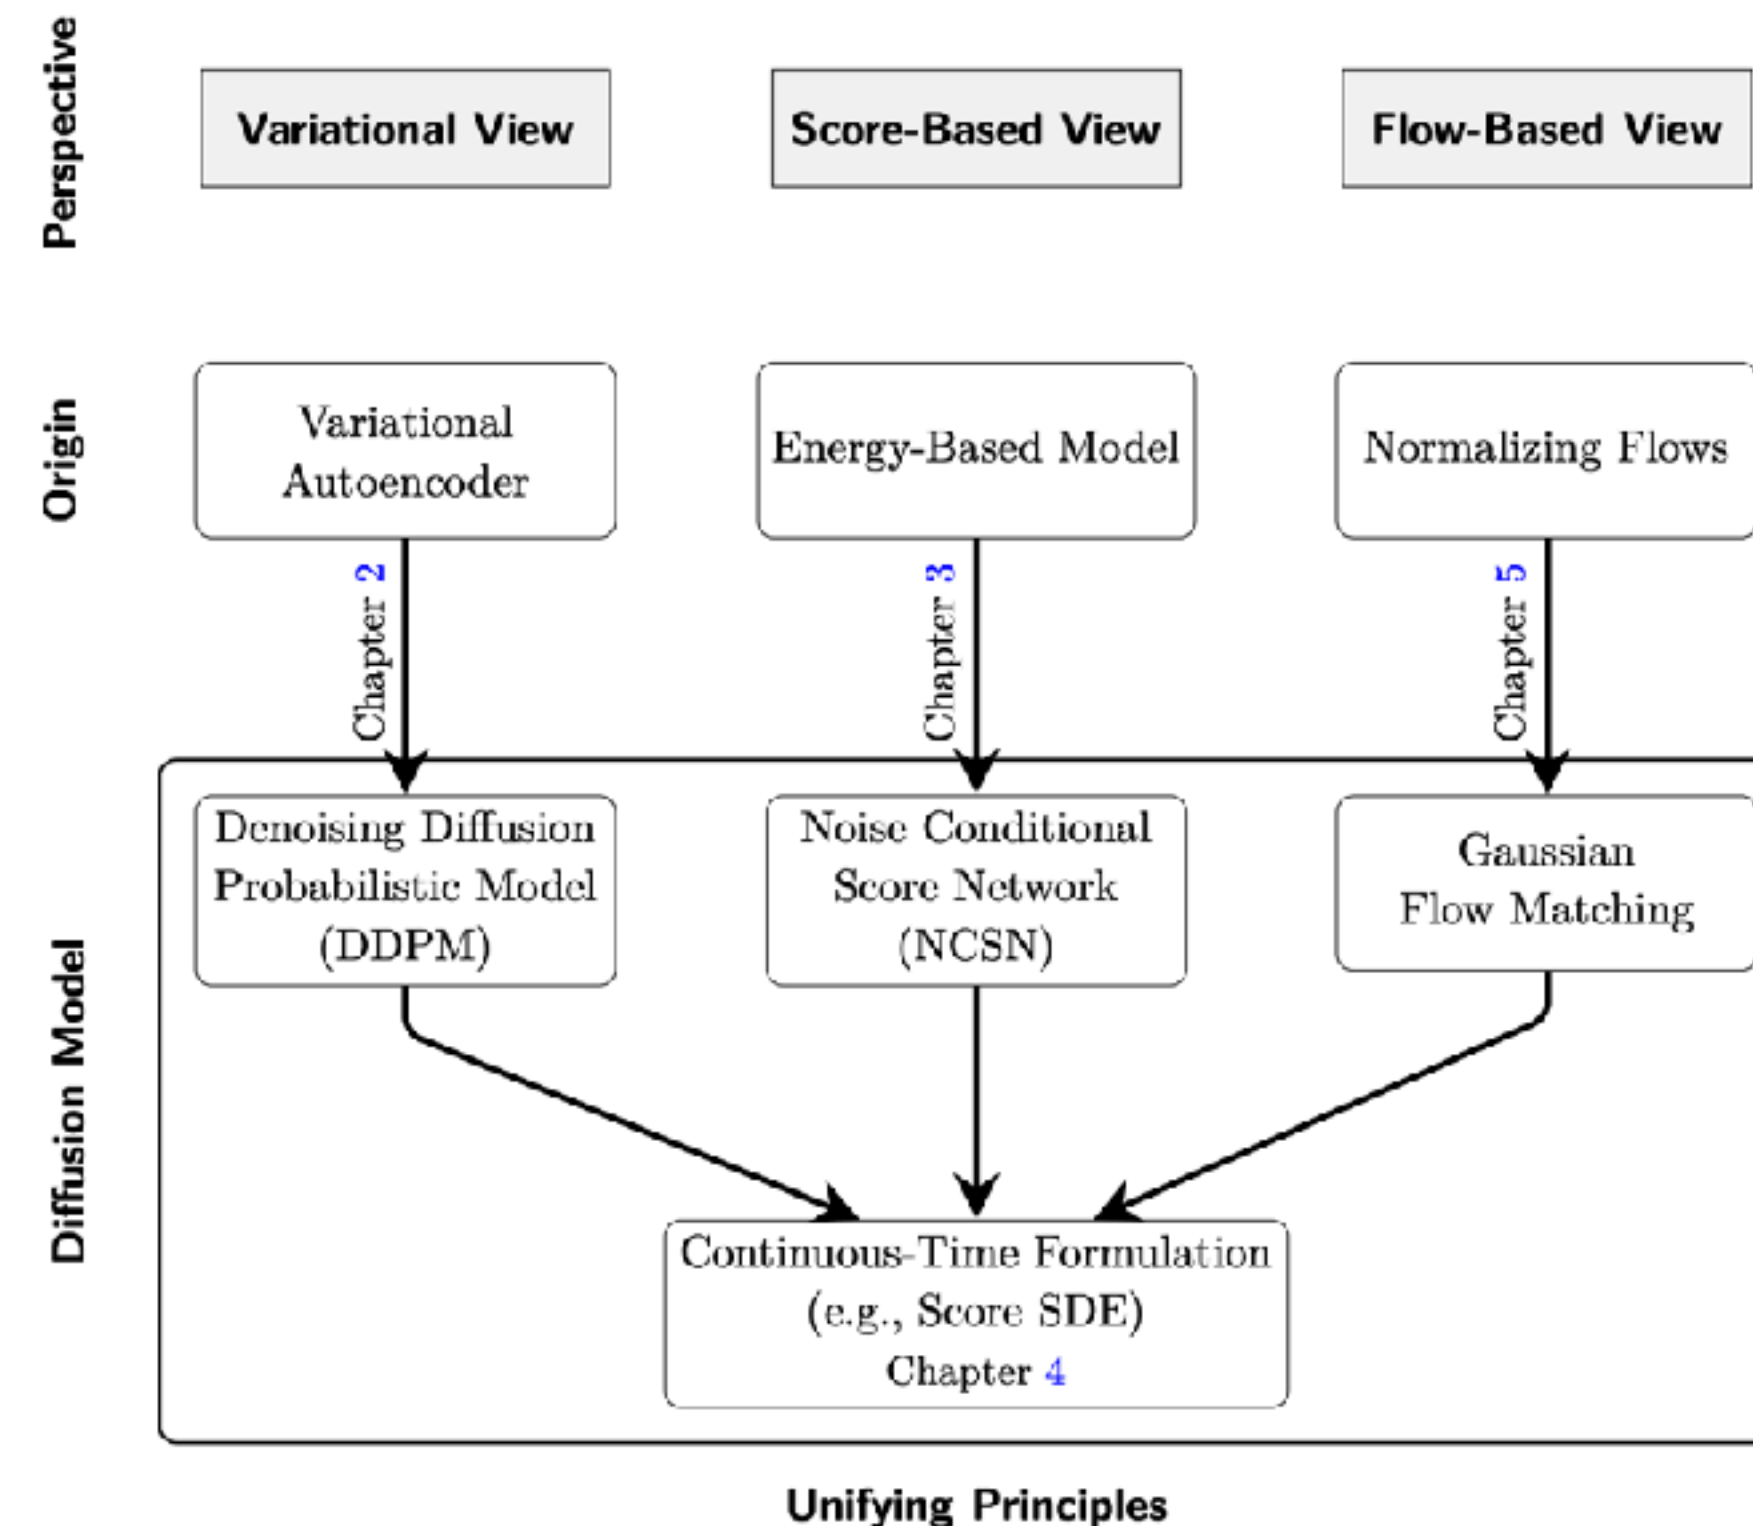 Perspective
Variational View
Score-Based View
Flow-Based View
Origin
Variational
Autoencoder
Energy-Based Model
Normalizing Flows
Chapter 2
Chapter 3
Chapter 5
Diffusion Model
Denoising Diffusion
Probabilistic Model
(DDPM)
Noise Conditional
Score Network
(NCSN)
Gaussian
Flow Matching
Continuous-Time Formulation
(e.g., Score SDE)
Chapter 4
Unifying Principles